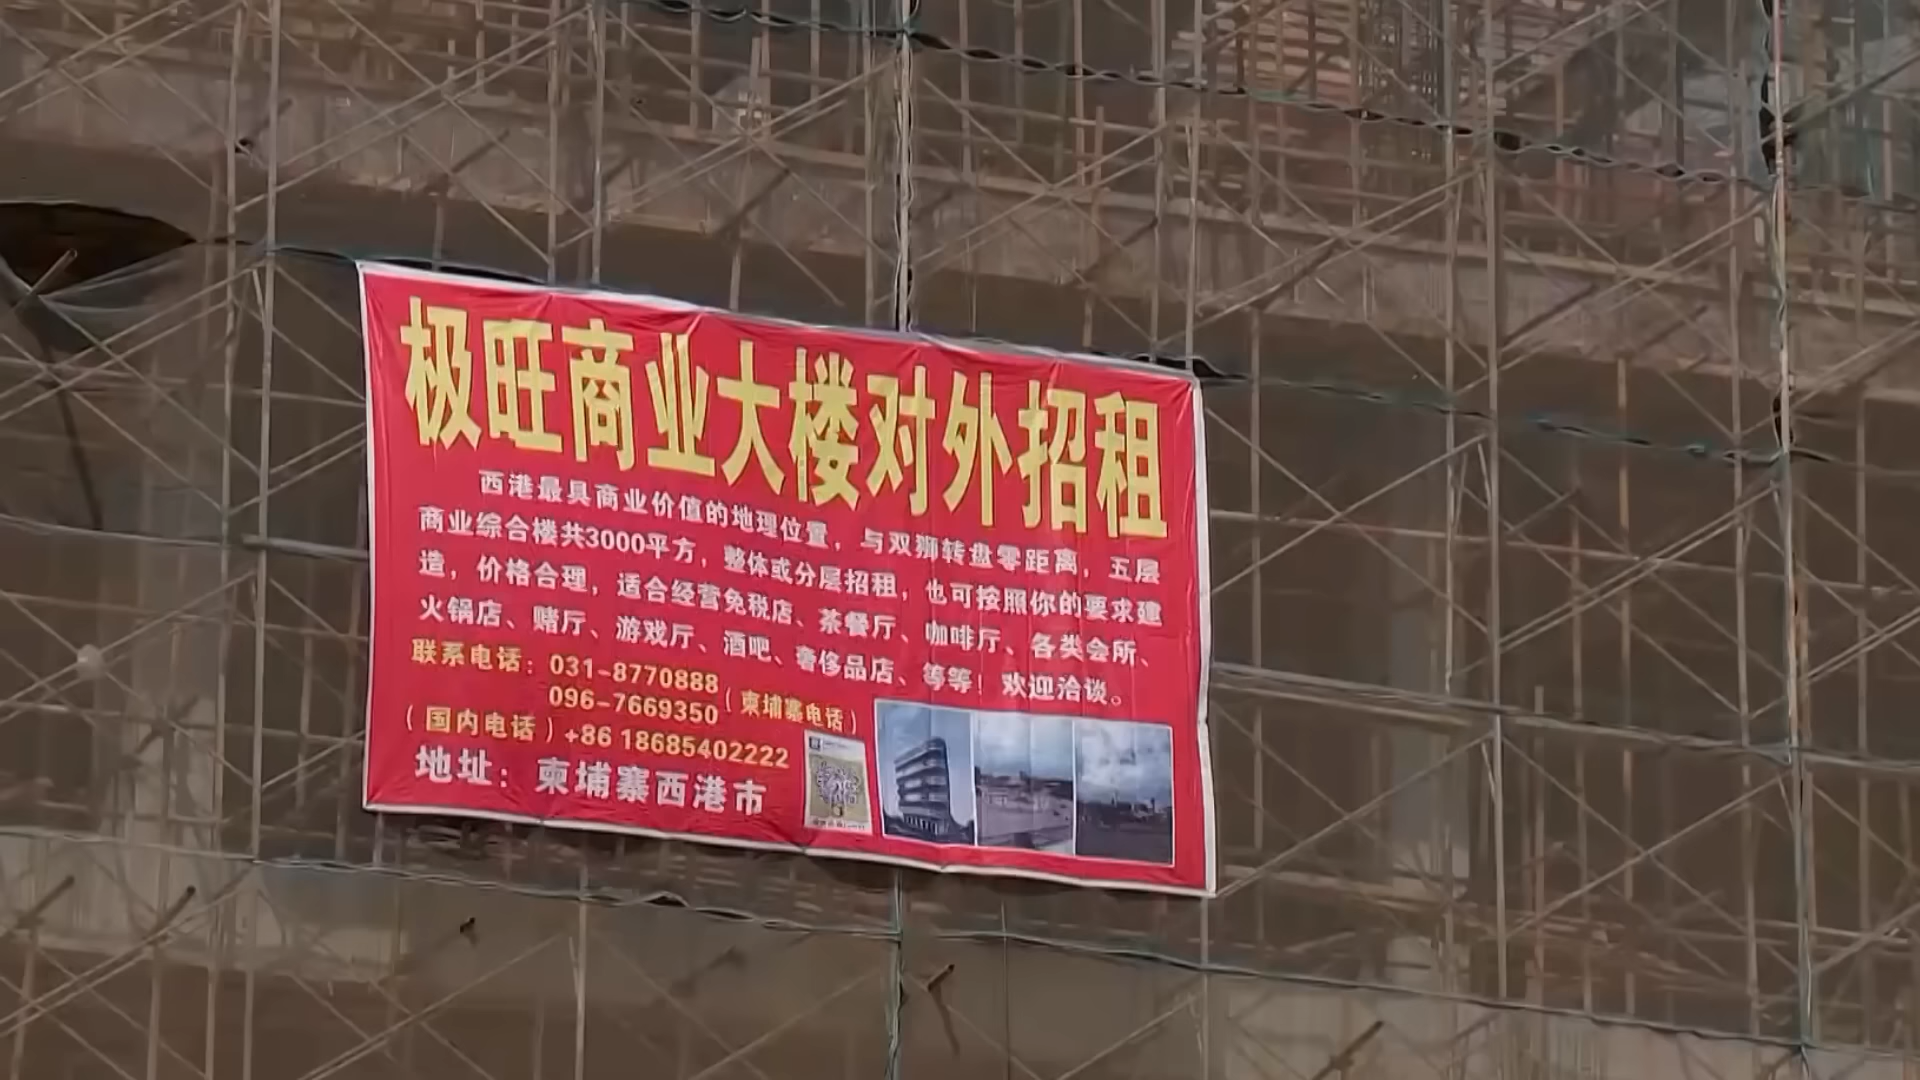 极旺商业大楼对外招租
西港最具商业价值的地理位置，与双狮转盘零距离，五层
商业综合楼共3000平方，整体或分层招租，也可按照你的要求建
造，价格合理，适合经营免税店、茶餐厅、咖啡厅、各类会所、
火锅店、赌厅、游戏厅、酒吧、奢侈品店、等等！欢迎洽谈。
联系电话：031-8770888
096-7669350（柬埔寨电话）
（国内电话）+86 18685402222
地址：柬埔寨西港市